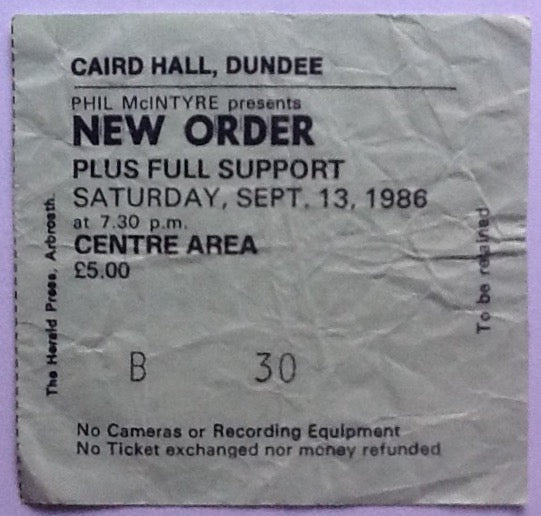 CAIRD HALL, DUNDEE
PHIL McINTYRE presents
NEW ORDER
PLUS FULL SUPPORT
SATURDAY, SEPT. 13, 1986
at 7.30 p.m.
CENTRE AREA
£5.00
B 30
No Cameras or Recording Equipment
No Ticket exchanged nor money refunded
The Herald Press, Arbroath.
To be retained